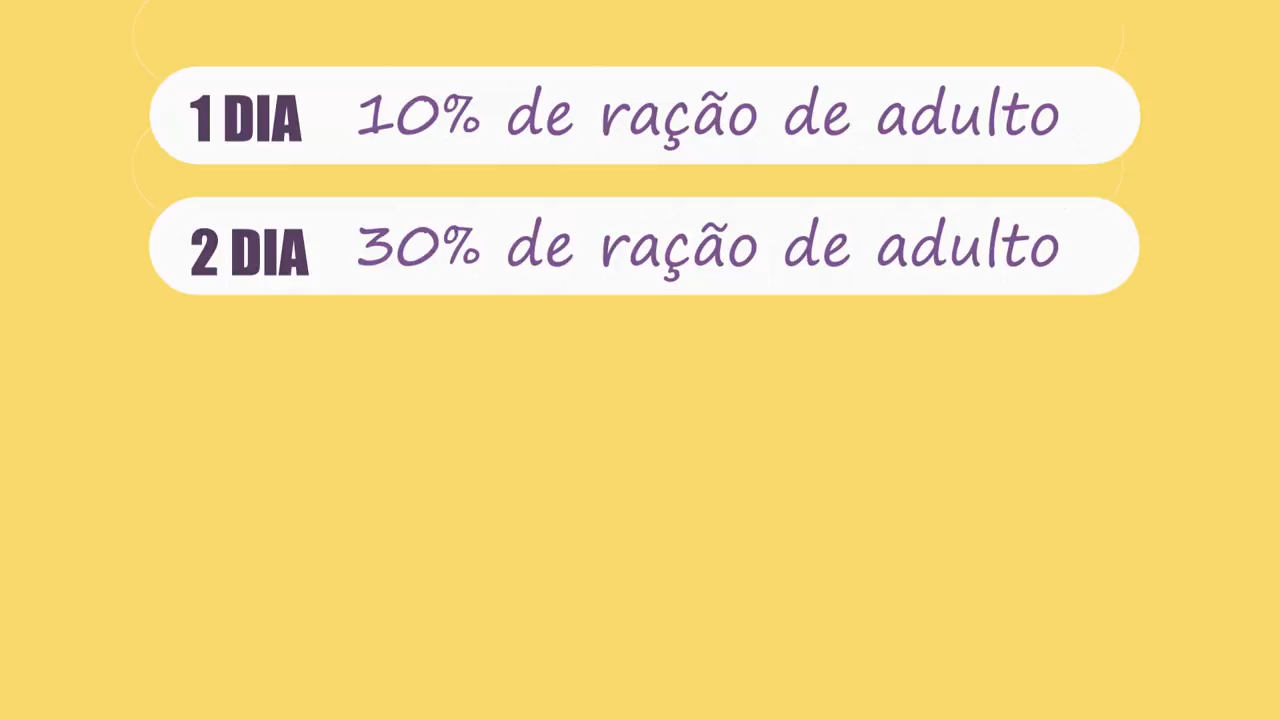 1 DIA 10% de ração de adulto
2 DIA 30% de ração de adulto